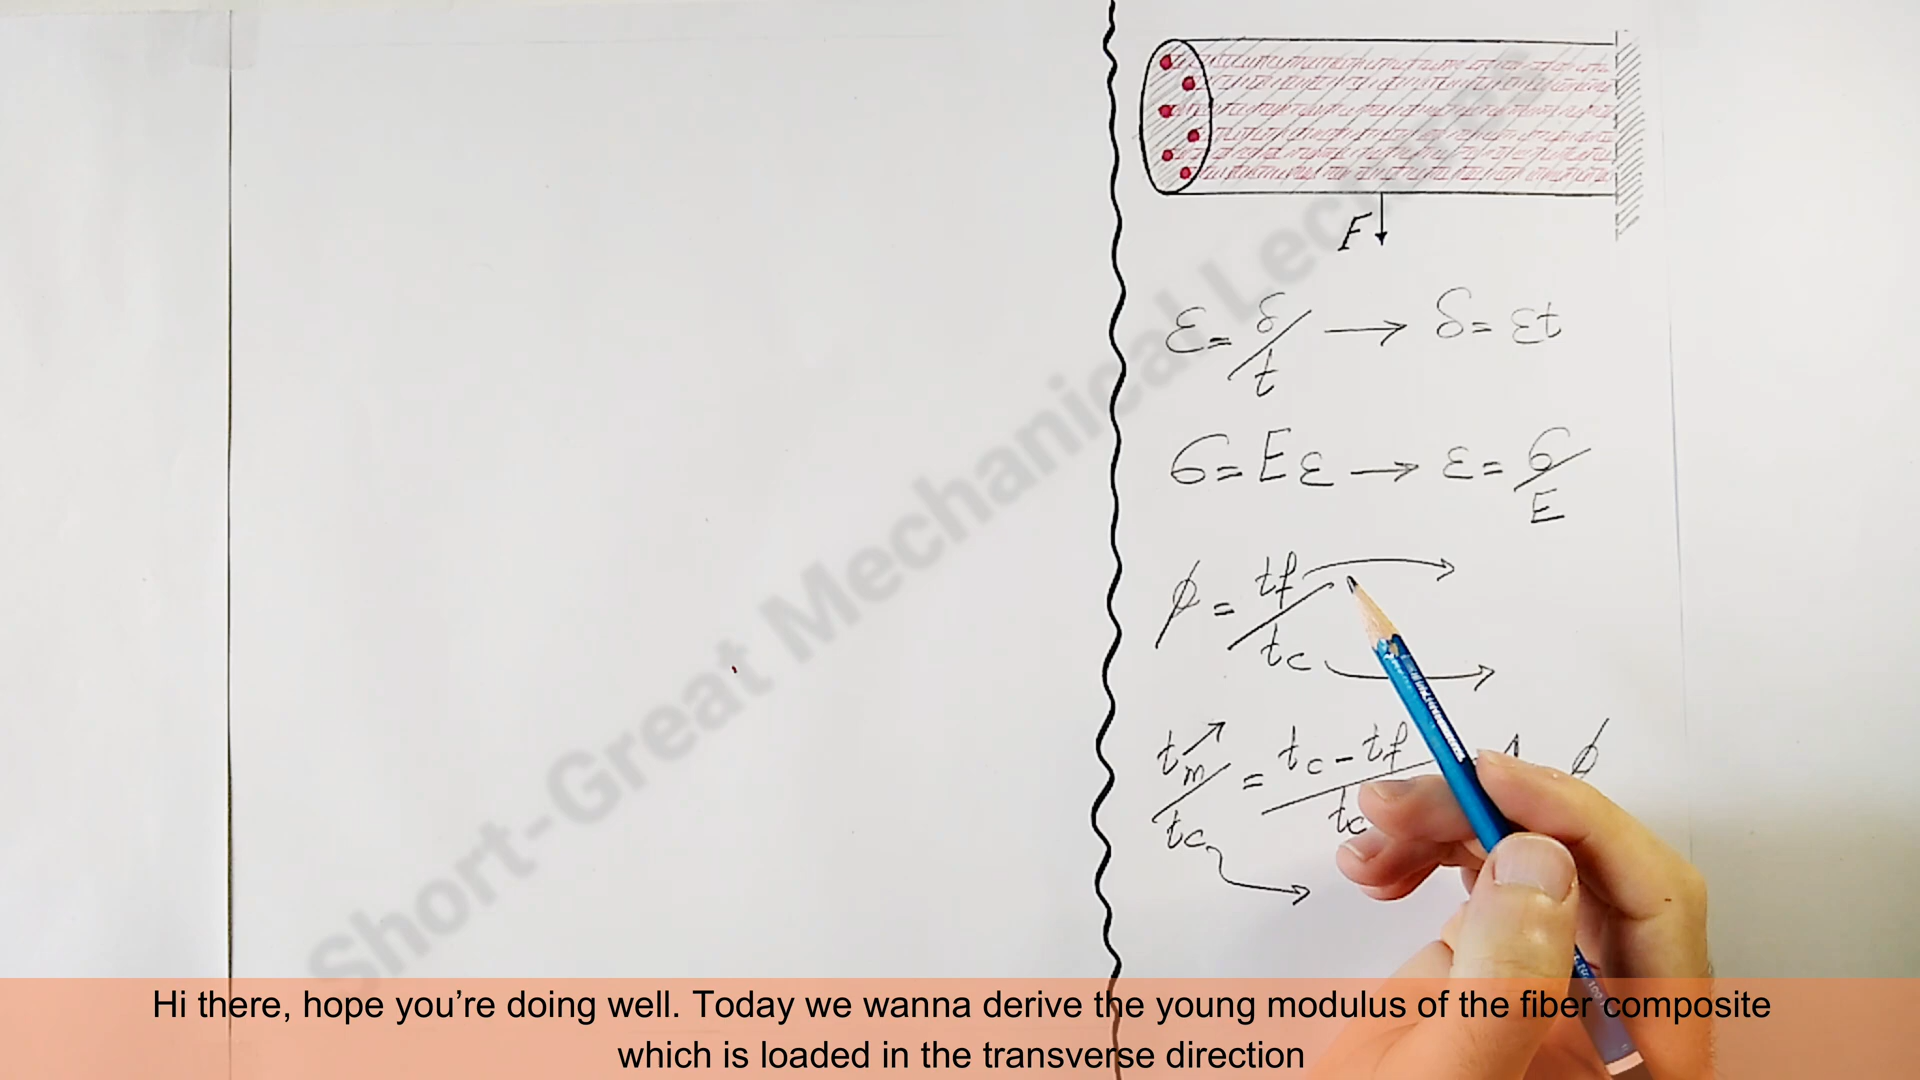 F
ε = δ/t → δ = εt
σ = Eε → ε = σ/E
φ = tf/tc
tm/tc = tc - tf/tc φ
Short-Great Mechanical Lec
Hi there, hope you’re doing well. Today we wanna derive the young modulus of the fiber composite
which is loaded in the transverse direction